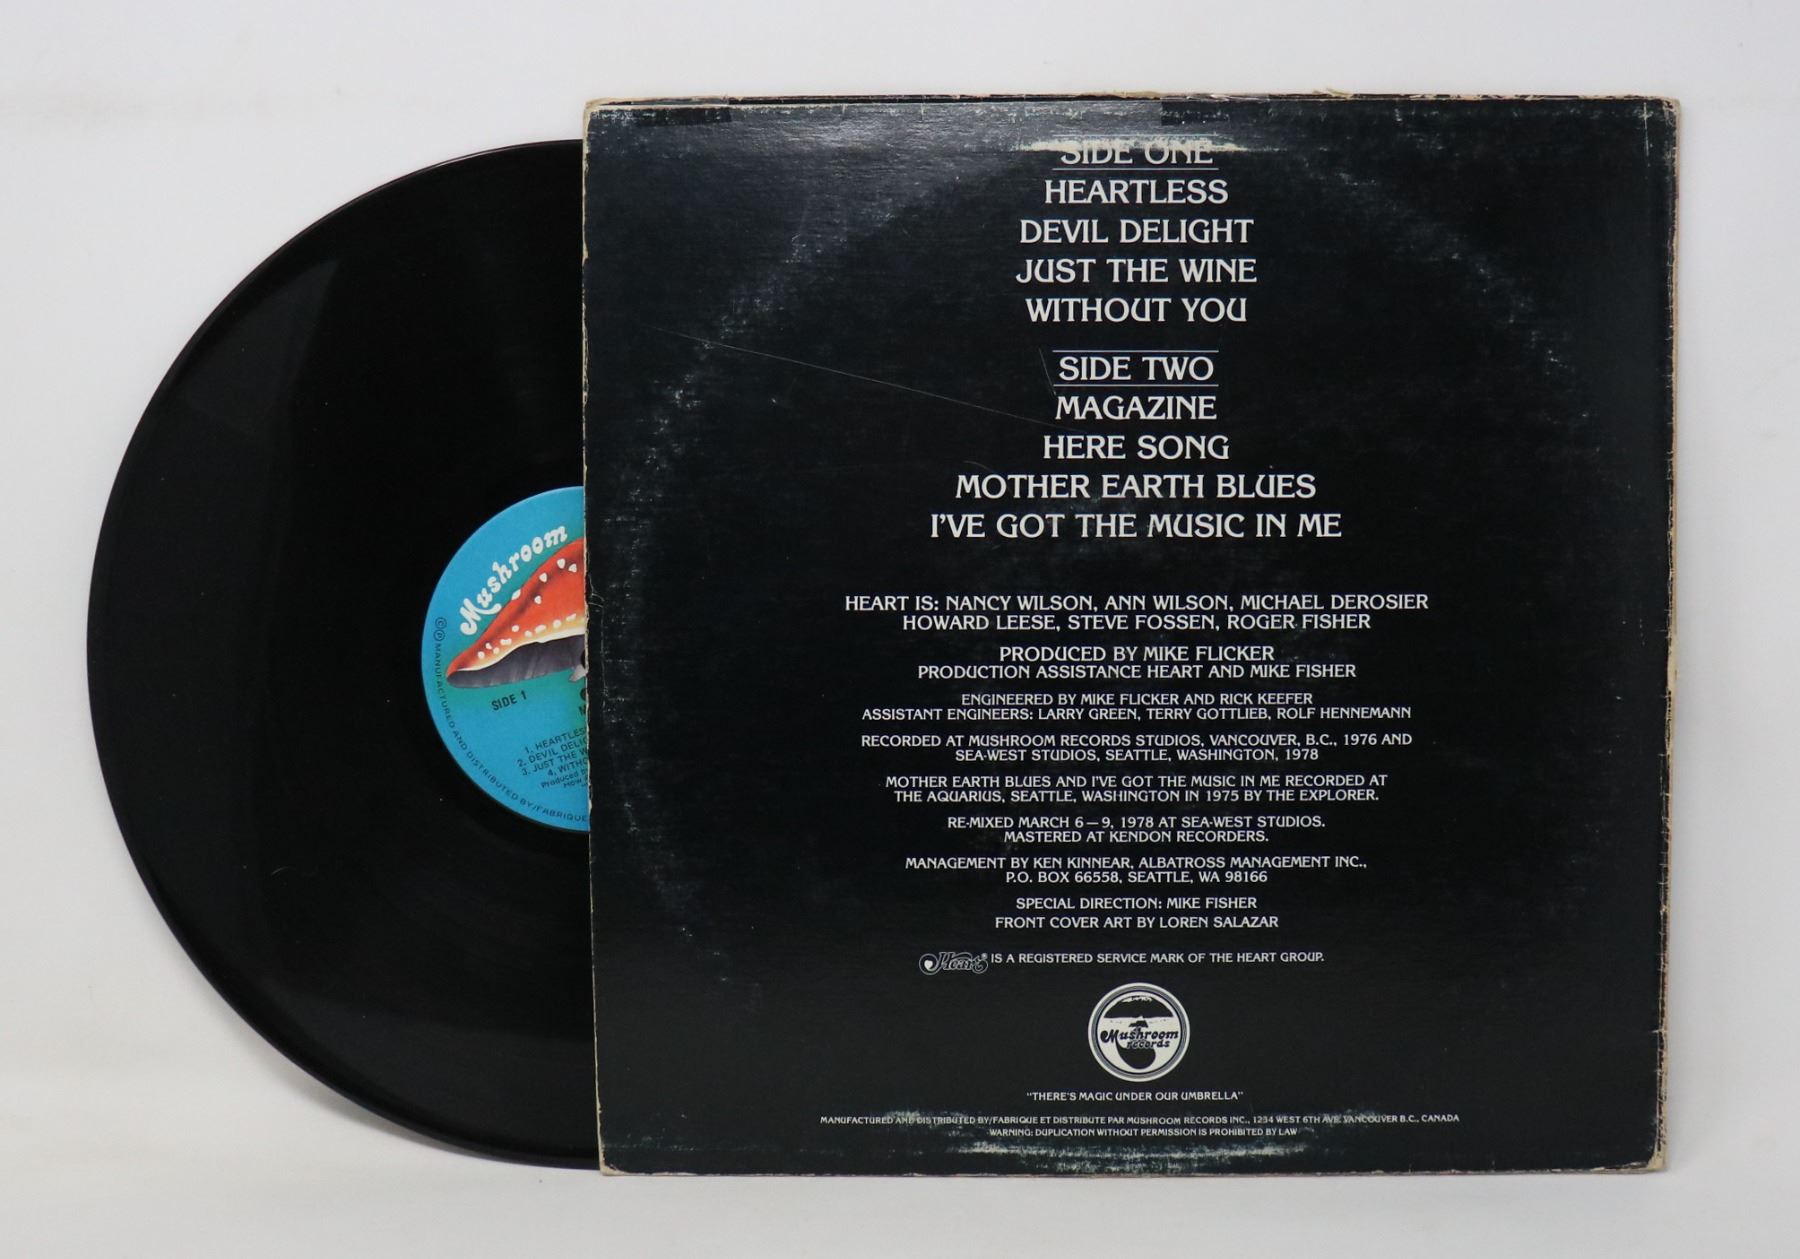 SIDE ONE
HEARTLESS
DEVIL DELIGHT
JUST THE WINE
WITHOUT YOU
SIDE TWO
MAGAZINE
HERE SONG
MOTHER EARTH BLUES
I'VE GOT THE MUSIC IN ME
HEART IS: NANCY WILSON, ANN WILSON, MICHAEL DEROSIER
HOWARD LEESE, STEVE FOSSEN, ROGER FISHER
PRODUCED BY MIKE FLICKER
PRODUCTION ASSISTANCE HEART AND MIKE FISHER
ENGINEERED BY MIKE FLICKER AND RICK KEEFER
ASSISTANT ENGINEERS: LARRY GREEN, TERRY GOTTLIEB, ROLF HENNEMANN
RECORDED AT MUSHROOM RECORDS STUDIOS, VANCOUVER, B.C., 1976 AND
SEA-WEST STUDIOS, SEATTLE, WASHINGTON, 1978
MOTHER EARTH BLUES AND I'VE GOT THE MUSIC IN ME RECORDED AT
THE AQUARIUS, SEATTLE, WASHINGTON IN 1975 BY THE EXPLORER.
RE-MIXED MARCH 6–9, 1978 AT SEA-WEST STUDIOS.
MASTERED AT KENDON RECORDERS.
MANAGEMENT BY KEN KINNEAR, ALBATROSS MANAGEMENT INC.,
P.O. BOX 66558, SEATTLE, WA 98166
SPECIAL DIRECTION: MIKE FISHER
FRONT COVER ART BY LOREN SALAZAR
Heart® IS A REGISTERED SERVICE MARK OF THE HEART GROUP.
Mushroom
records
"THERE'S MAGIC UNDER OUR UMBRELLA"
MANUFACTURED AND DISTRIBUTED BY/FABRIQUE ET DISTRIBUTE PAR MUSHROOM RECORDS INC., 1234 WEST 6TH AVE. VANCOUVER B.C., CANADA
WARNING: DUPLICATION WITHOUT PERMISSION IS PROHIBITED BY LAW
Mushroom
SIDE 1
1. HEARTLES
2. DEVIL DELIG
3. JUST THE W
4. WITHO
Produced by
©℗ MANUFACTURED AND DISTRIBUTED BY/FABRIQUE